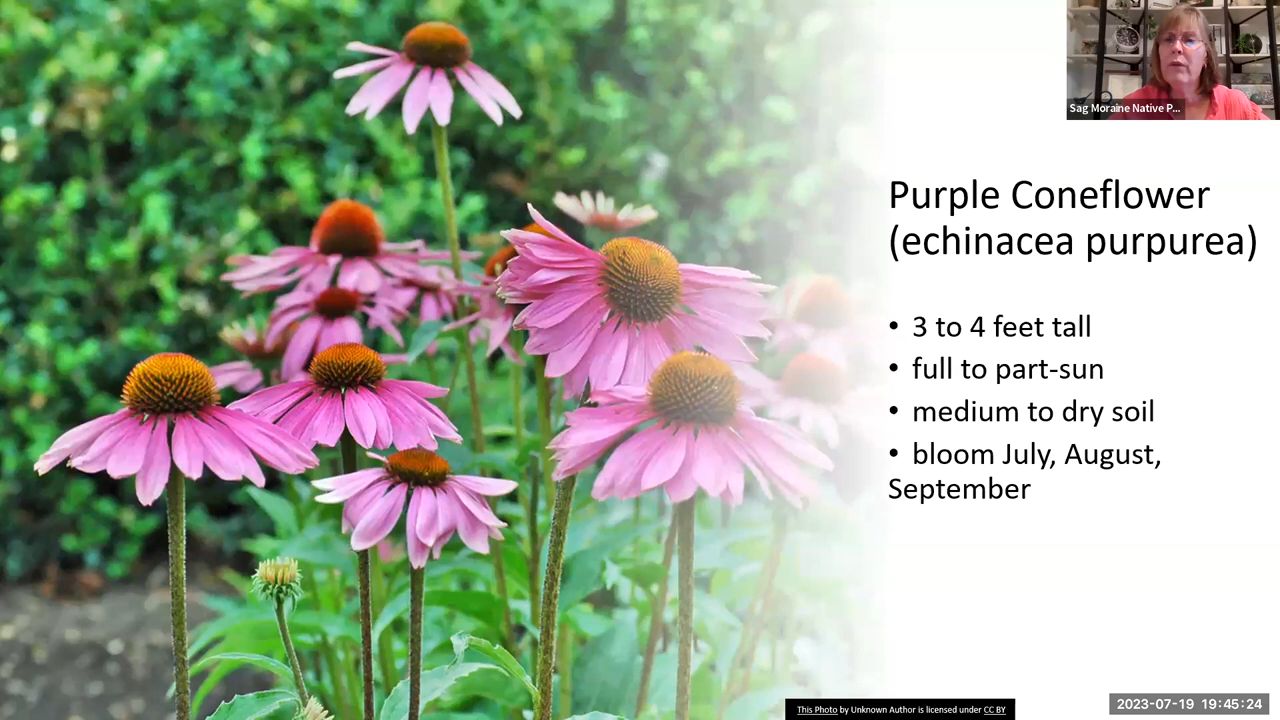 Sag Moraine Native P...
Purple Coneflower
(echinacea purpurea)
• 3 to 4 feet tall
• full to part-sun
• medium to dry soil
• bloom July, August,
September
This Photo by Unknown Author is licensed under CC BY
2023-07-19 19:45:24